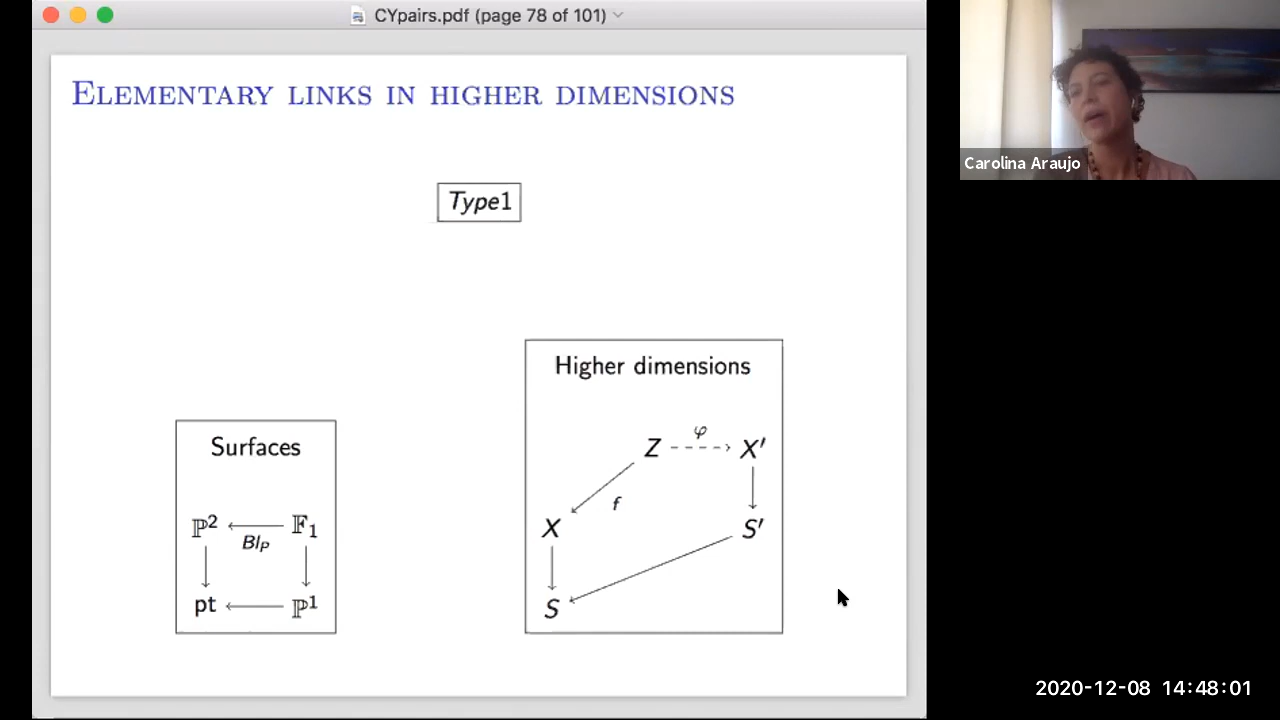 CYpairs.pdf (page 78 of 101)
ELEMENTARY LINKS IN HIGHER DIMENSIONS
Type1
Surfaces
ℙ² 𝔽₁
Bl_P
pt ℙ¹
Higher dimensions
φ
Z X′
f
X S′
S
Carolina Araujo
2020-12-08 14:48:01